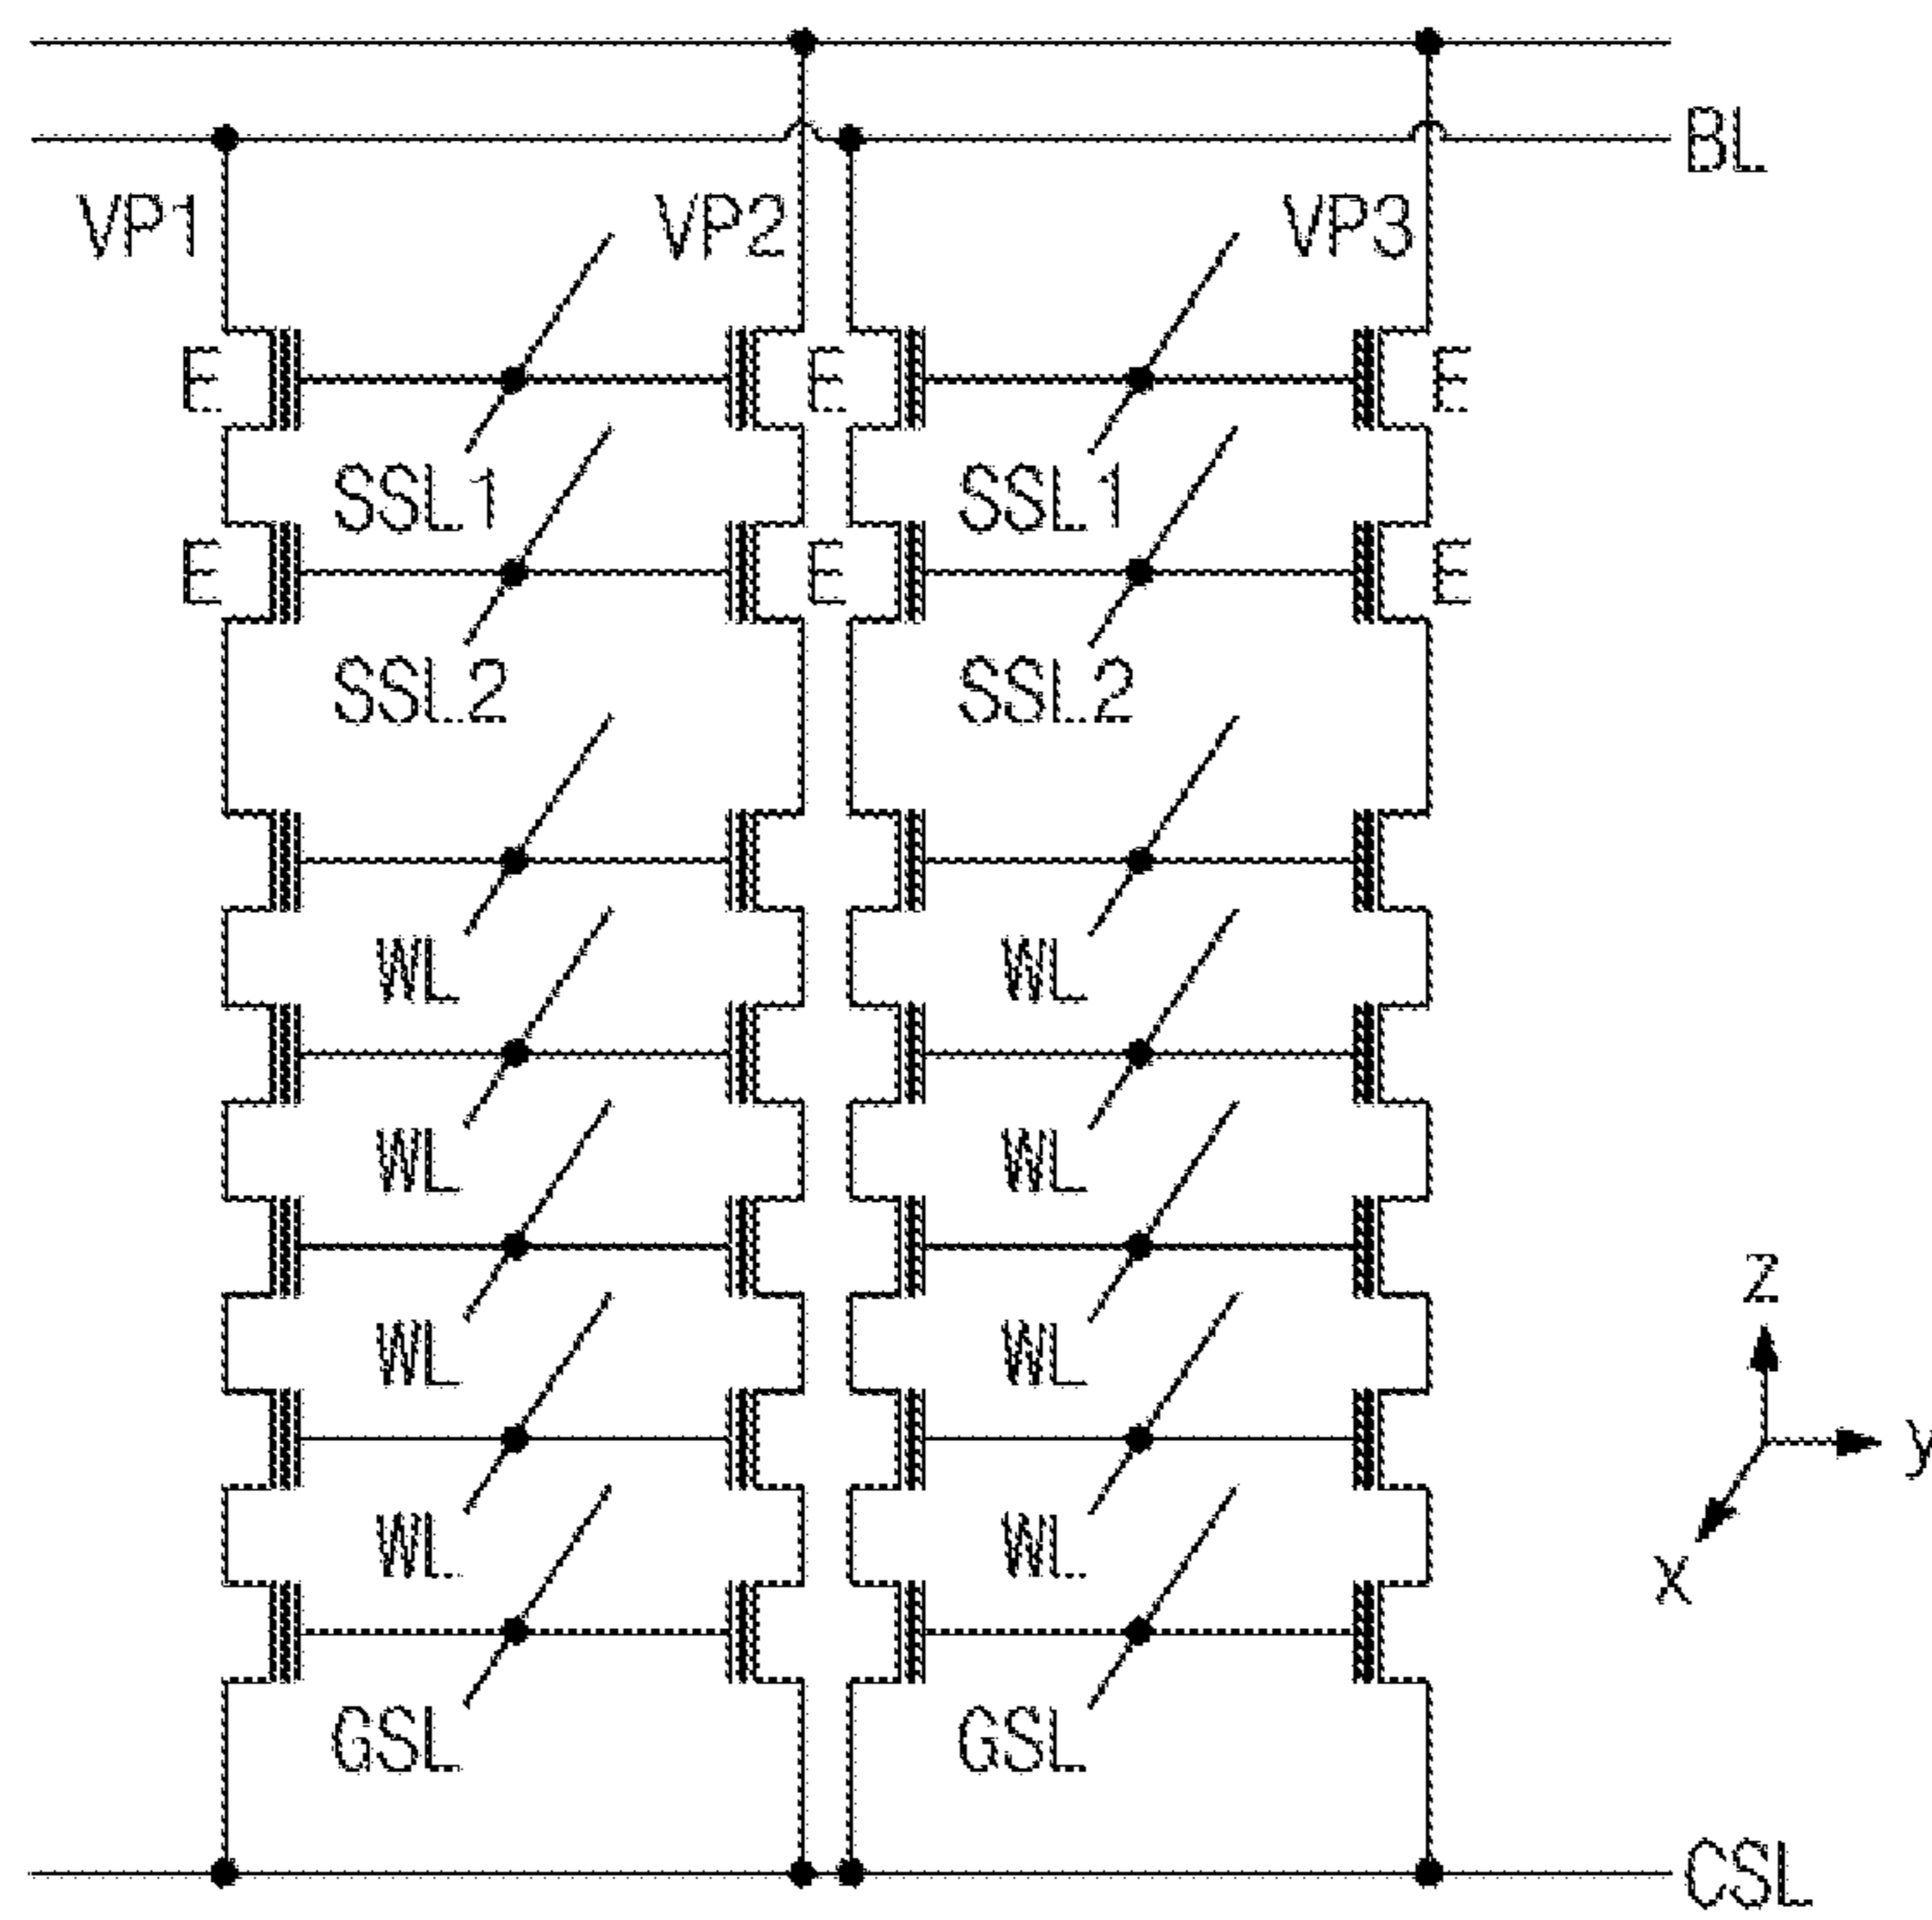 BL
VP1 VP2 VP3
E E E
SSL1 SSL1
E E E
SSL2 SSL2
WL WL
WL WL
WL WL
z
y
WL WL
x
GSL GSL
CSL